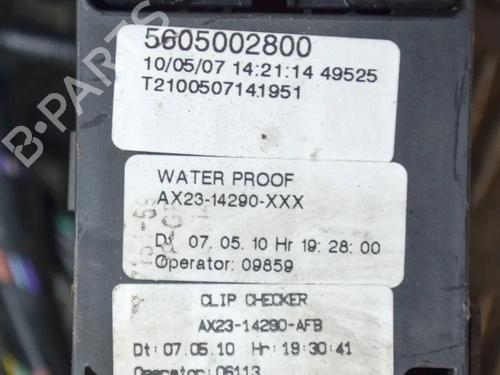 B-PARTS
5605002800
10/05/07 14:21:14 49525
T2100507141951
WATER PROOF
AX23-14290-XXX
Dt 07.05.10 Hr 19:28:00
Operator: 09859
CLIP CHECKER
AX23-14290-AFB
Dt: 07.05.10 Hr: 19:30:41
Operator: 06113